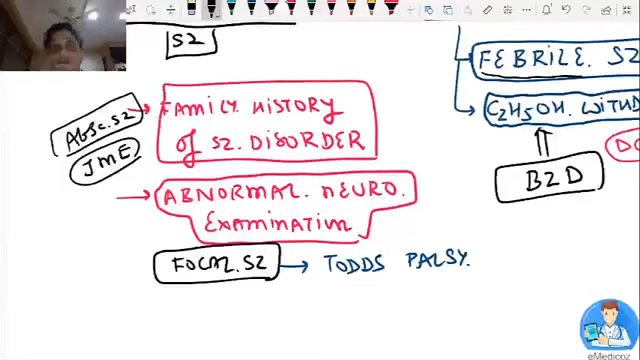 SZ
FEBRILE. SZ
ABSC.SZ
JME
FAMILY HISTORY
of SZ. DISORDER
C2H5OH. WITHD
BZD
ABNORMAL. NEURO.
EXAMINATION
FOCAL.SZ
TODDS PALSY.
eMedicoz